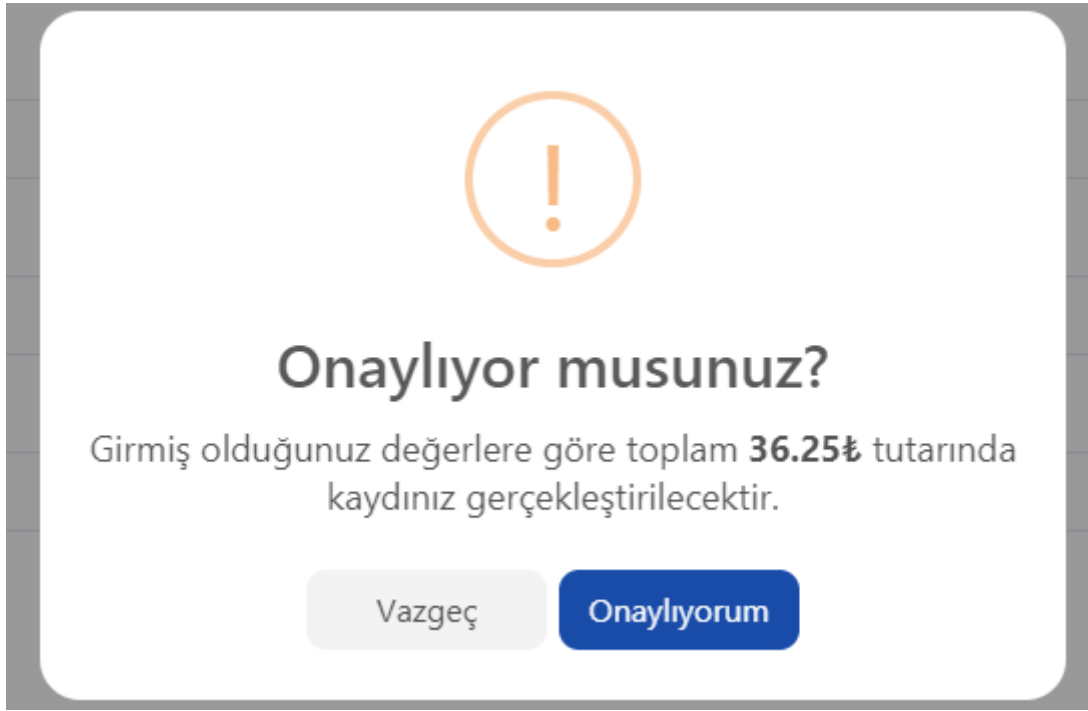 Onaylıyor musunuz?
Girmiş olduğunuz değerlere göre toplam 36.25₺ tutarında
kaydınız gerçekleştirilecektir.
Vazgeç
Onaylıyorum